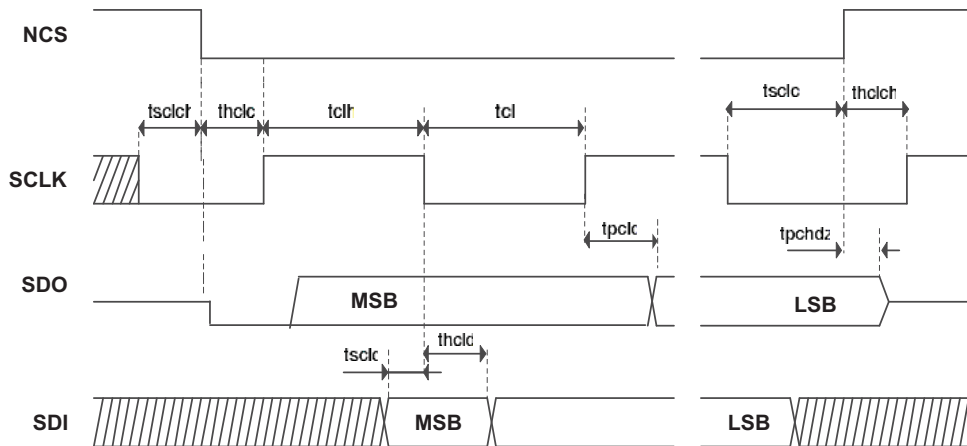 NCS
tsclch thclc tclh tcl tsclc thclch
SCLK
tpclc tpchdz
SDO MSB LSB
tsclc thcld
SDI MSB LSB